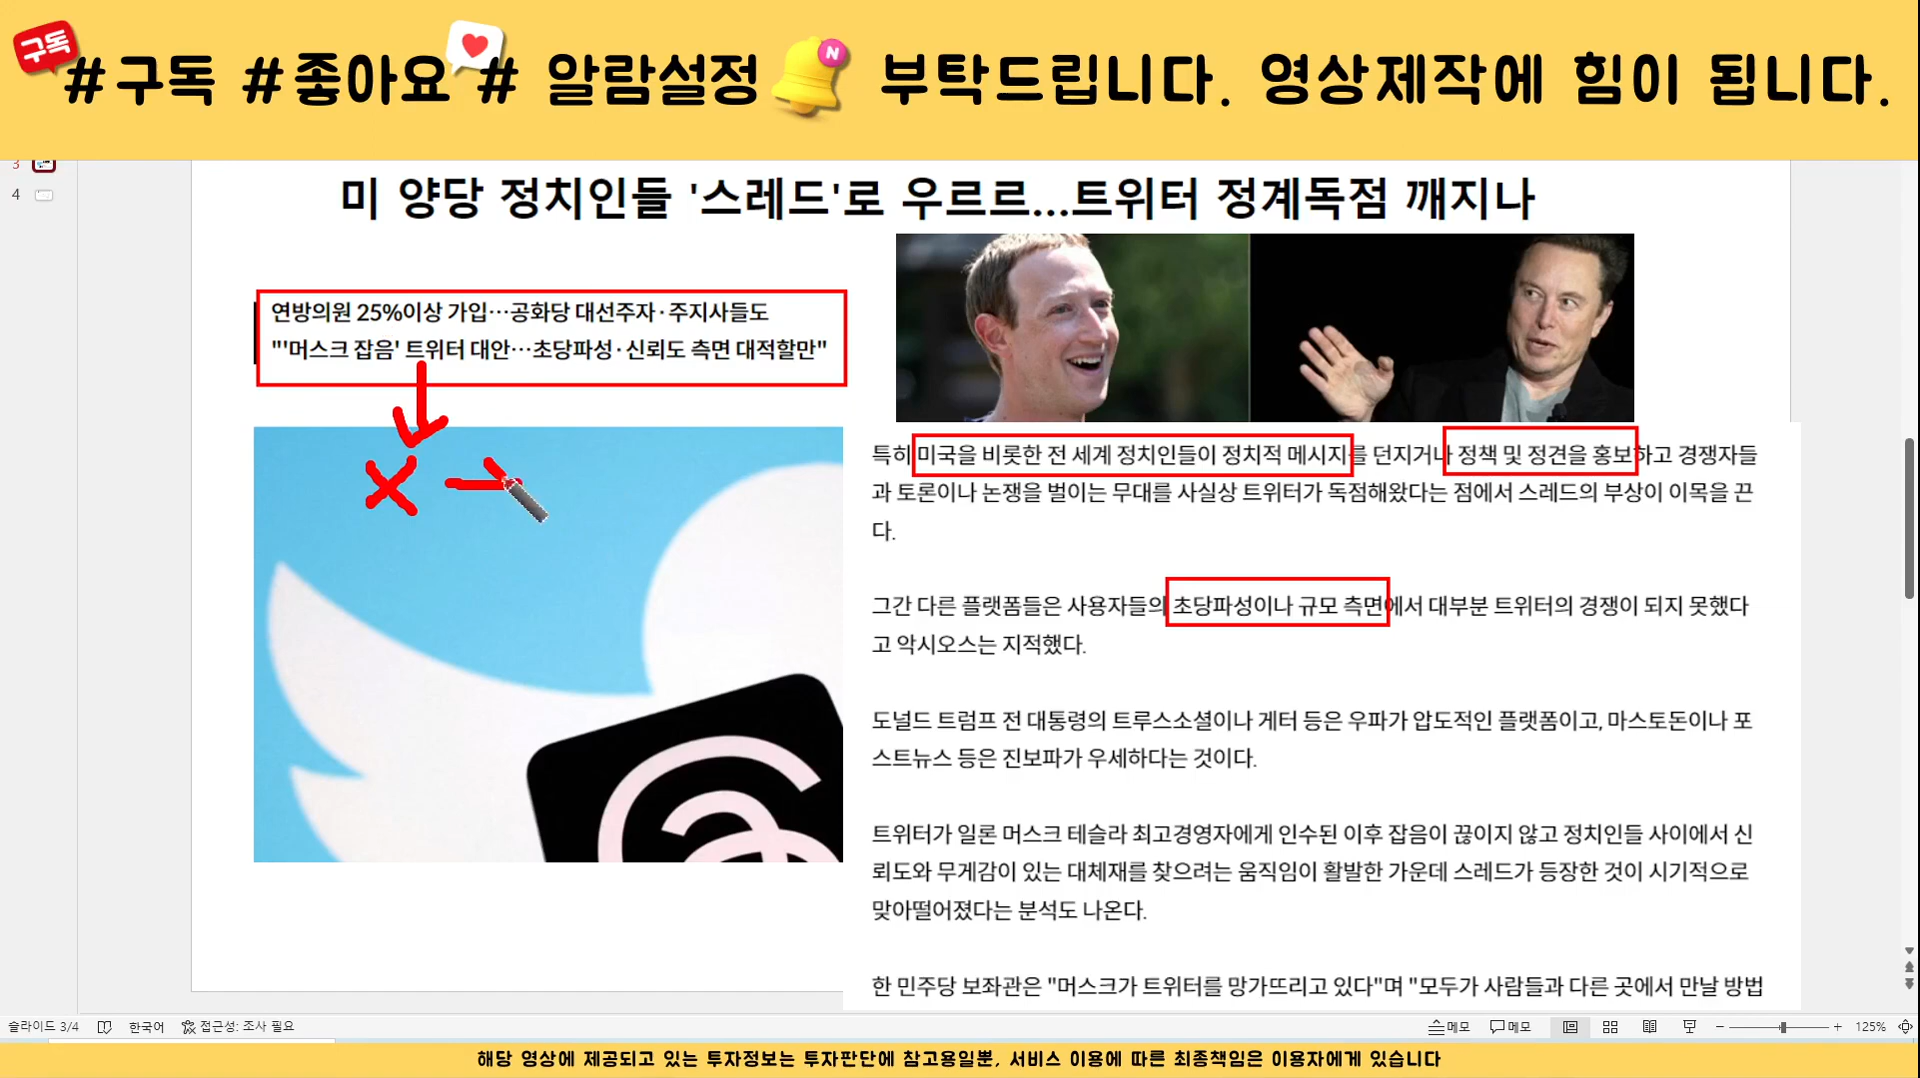 구독
#구독 #좋아요 # 알람설정 부탁드립니다. 영상제작에 힘이 됩니다.
N
3
4
미 양당 정치인들 '스레드'로 우르르...트위터 정계독점 깨지나
연방의원 25%이상 가입…공화당 대선주자·주지사들도
"'머스크 잡음' 트위터 대안…초당파성·신뢰도 측면 대적할만"
특히 미국을 비롯한 전 세계 정치인들이 정치적 메시지를 던지거나 정책 및 정견을 홍보하고 경쟁자들
과 토론이나 논쟁을 벌이는 무대를 사실상 트위터가 독점해왔다는 점에서 스레드의 부상이 이목을 끈
다.
그간 다른 플랫폼들은 사용자들의 초당파성이나 규모 측면에서 대부분 트위터의 경쟁이 되지 못했다
고 악시오스는 지적했다.
도널드 트럼프 전 대통령의 트루스소셜이나 게터 등은 우파가 압도적인 플랫폼이고, 마스토돈이나 포
스트뉴스 등은 진보파가 우세하다는 것이다.
트위터가 일론 머스크 테슬라 최고경영자에게 인수된 이후 잡음이 끊이지 않고 정치인들 사이에서 신
뢰도와 무게감이 있는 대체재를 찾으려는 움직임이 활발한 가운데 스레드가 등장한 것이 시기적으로
맞아떨어졌다는 분석도 나온다.
한 민주당 보좌관은 "머스크가 트위터를 망가뜨리고 있다"며 "모두가 사람들과 다른 곳에서 만날 방법
슬라이드 3/4 한국어 접근성: 조사 필요 메모 메모 125%
해당 영상에 제공되고 있는 투자정보는 투자판단에 참고용일뿐, 서비스 이용에 따른 최종책임은 이용자에게 있습니다